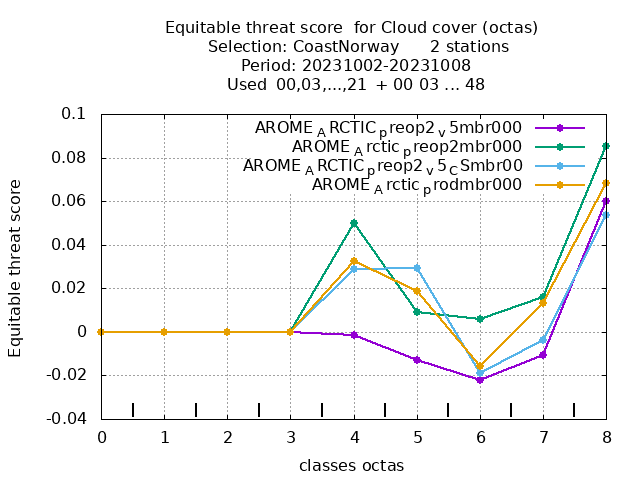 Equitable threat score  for Cloud cover (octas)
Selection: CoastNorway      2 stations
Period: 20231002-20231008
Used  00,03,...,21  + 00 03 ... 48
AROME_ARCTIC_preop2_v5mbr000
AROME_Arctic_preop2mbr000
AROME_ARCTIC_preop2_v5_CSmbr00
AROME_Arctic_prodmbr000
0.1
0.08
0.06
0.04
0.02
0
-0.02
-0.04
Equitable threat score
0 1 2 3 4 5 6 7 8
classes octas